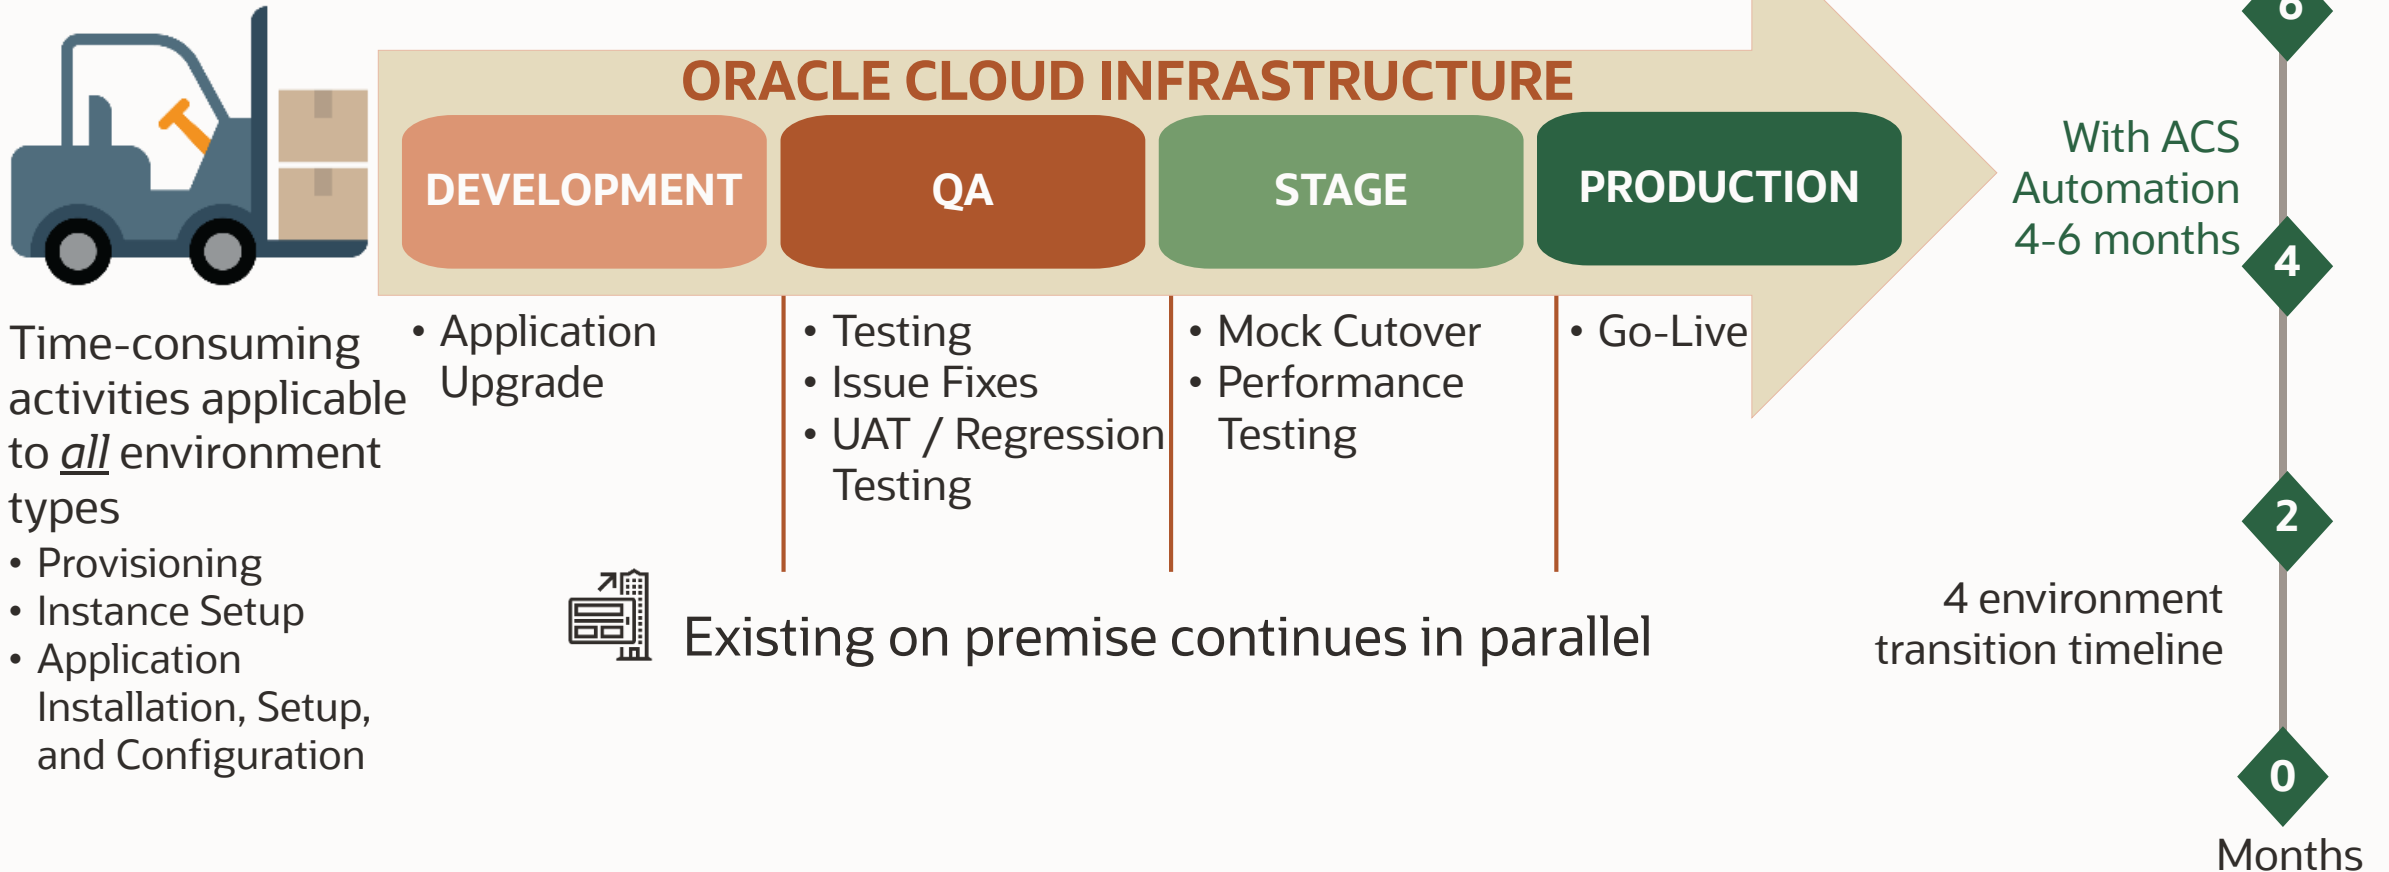 ORACLE CLOUD INFRASTRUCTURE
DEVELOPMENT
QA
STAGE
PRODUCTION
Time-consuming
activities applicable
to all environment
types
• Provisioning
• Instance Setup
• Application
Installation, Setup,
and Configuration
• Application
Upgrade
• Testing
• Issue Fixes
• UAT / Regression
Testing
• Mock Cutover
• Performance
Testing
• Go-Live
Existing on premise continues in parallel
With ACS
Automation
4-6 months
4 environment
transition timeline
6
4
2
0
Months